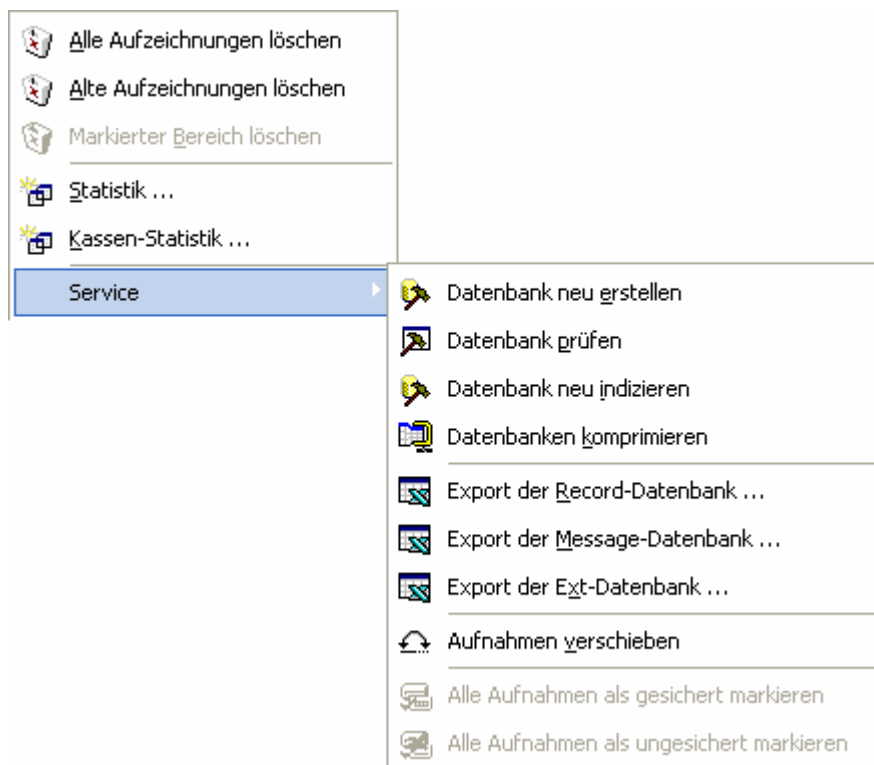 Alle Aufzeichnungen löschen
Alte Aufzeichnungen löschen
Markierter Bereich löschen
Statistik ...
Kassen-Statistik ...
Service
Datenbank neu erstellen
Datenbank prüfen
Datenbank neu indizieren
Datenbanken komprimieren
Export der Record-Datenbank ...
Export der Message-Datenbank ...
Export der Ext-Datenbank ...
Aufnahmen verschieben
Alle Aufnahmen als gesichert markieren
Alle Aufnahmen als ungesichert markieren